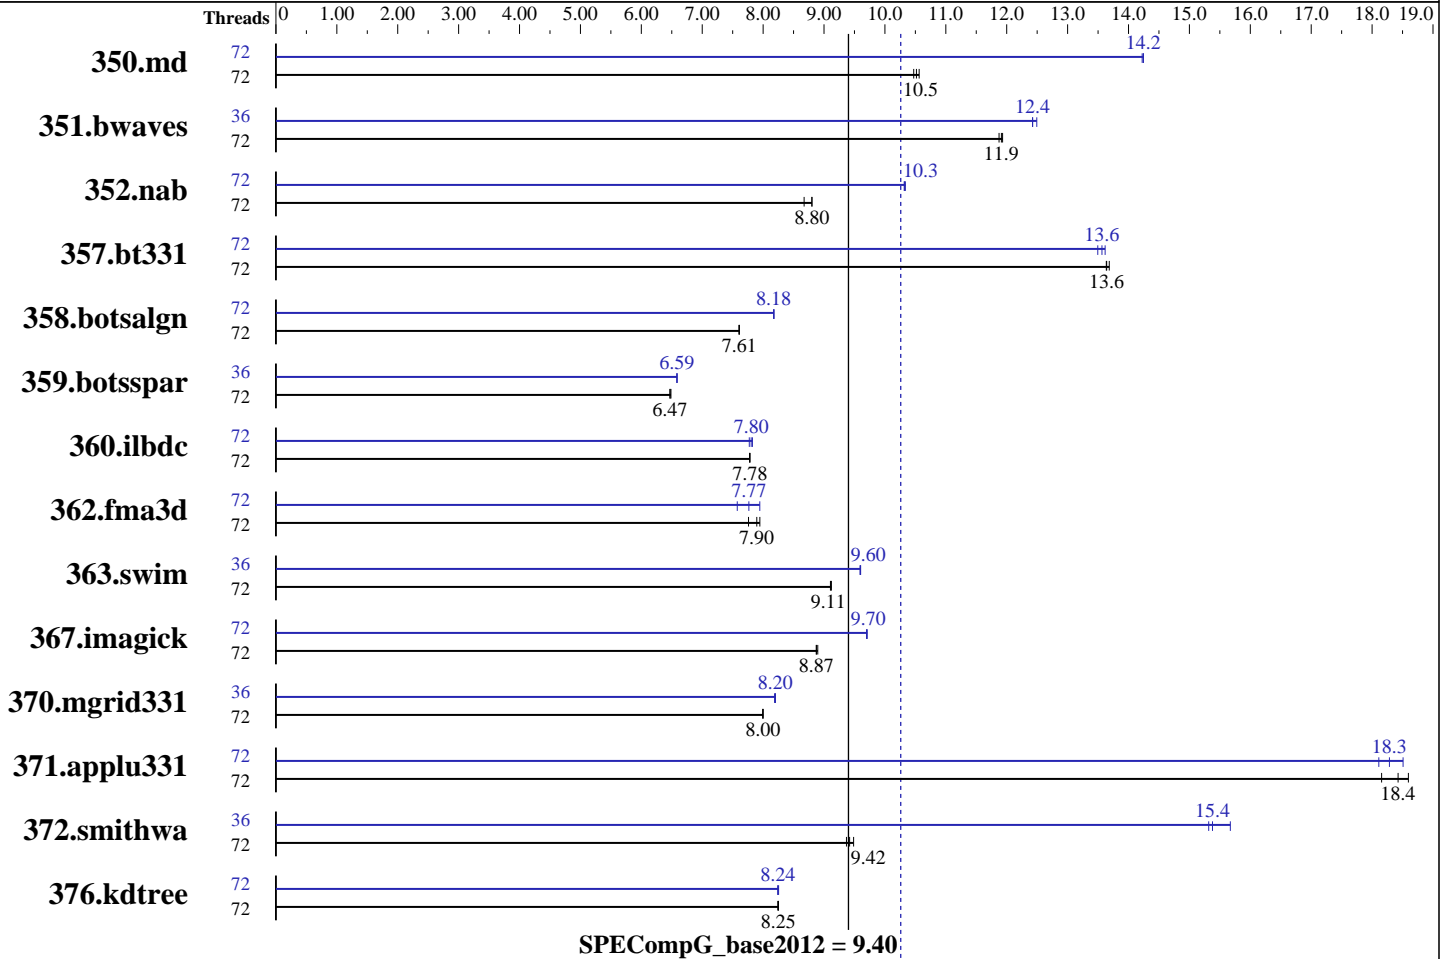 Threads 0 1.00 2.00 3.00 4.00 5.00 6.00 7.00 8.00 9.00 10.0 11.0 12.0 13.0 14.0 15.0 16.0 17.0 18.0 19.0
350.md 72 14.2
72 10.5
351.bwaves 36 12.4
72 11.9
352.nab 72 10.3
72 8.80
357.bt331 72 13.6
72 13.6
358.botsalgn 72 8.18
72 7.61
359.botsspar 36 6.59
72 6.47
360.ilbdc 72 7.80
72 7.78
362.fma3d 72 7.77
72 7.90
363.swim 36 9.60
72 9.11
367.imagick 72 9.70
72 8.87
370.mgrid331 36 8.20
72 8.00
371.applu331 72 18.3
72 18.4
372.smithwa 36 15.4
72 9.42
376.kdtree 72 8.24
72 8.25
SPECompG_base2012 = 9.40